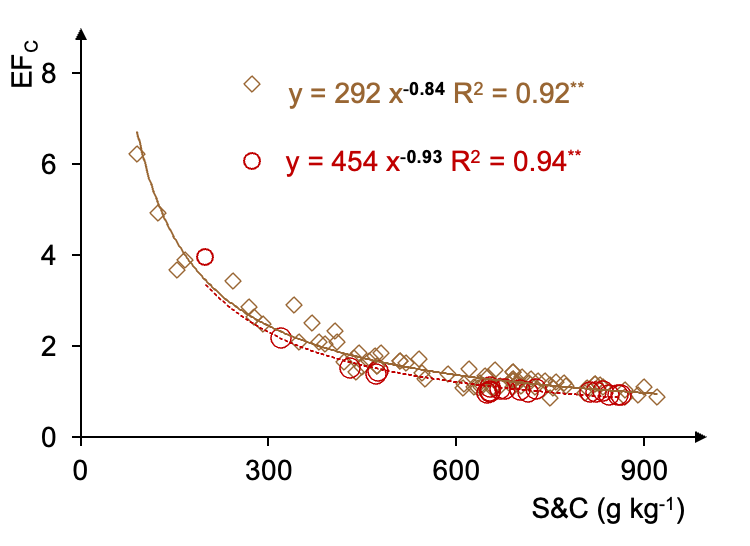 EF_C
8
y = 292 x^-0.84 R² = 0.92**
y = 454 x^-0.93 R² = 0.94**
6
4
2
0
0 300 600 900
S&C (g kg⁻¹)